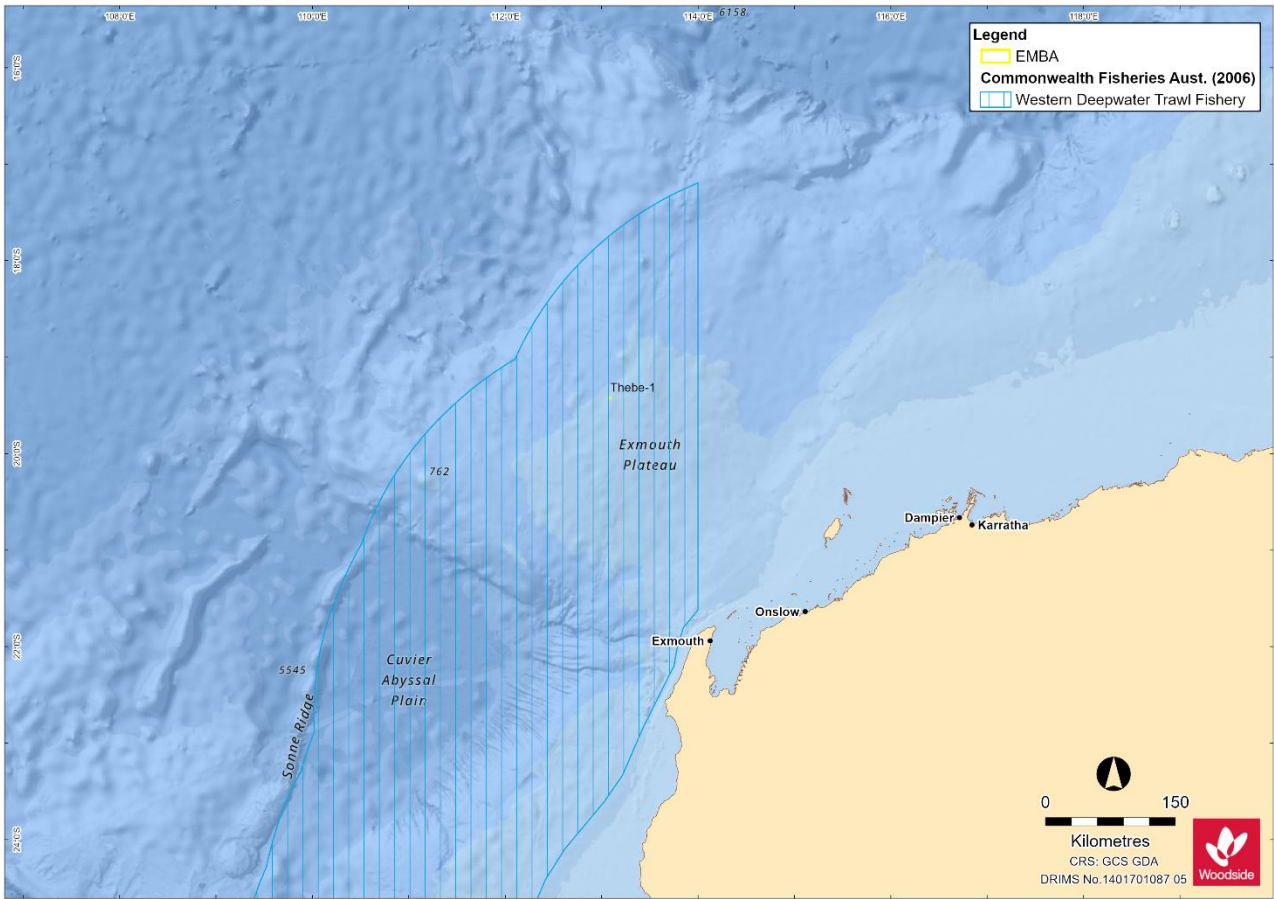 108°0'E
110°0'E
112°0'E
114°0'E
116°0'E
118°0'E
6158
Legend
EMBA
Commonwealth Fisheries Aust. (2006)
Western Deepwater Trawl Fishery
16°0'S
18°0'S
20°0'S
22°0'S
24°0'S
Thebe-1
Exmouth
Plateau
762
Dampier
Karratha
Onslow
Exmouth
Cuvier
Abyssal
Plain
5545
Sonne Ridge
0 150
Kilometres
CRS: GCS GDA
DRIMS No.1401701087 05
Woodside